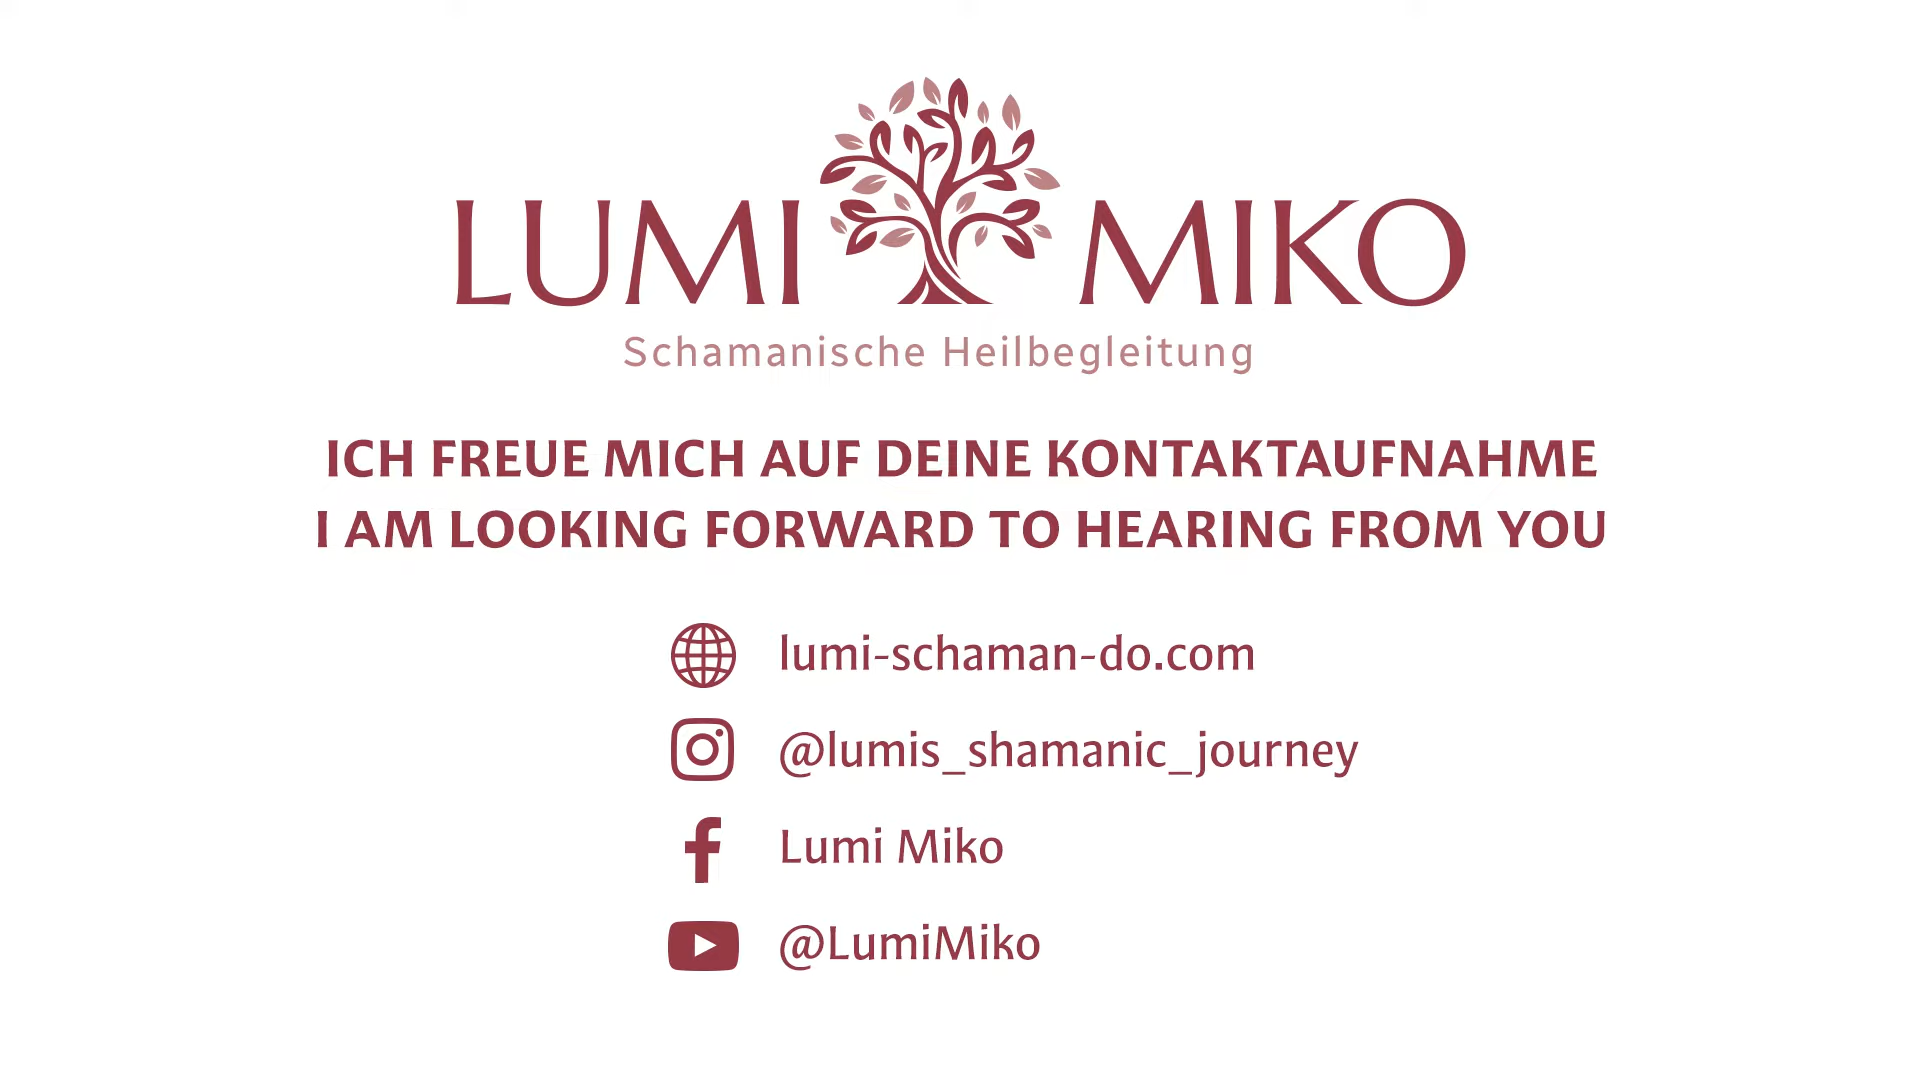 LUMI MIKO
Schamanische Heilbegleitung
ICH FREUE MICH AUF DEINE KONTAKTAUFNAHME
I AM LOOKING FORWARD TO HEARING FROM YOU
lumi-schaman-do.com
@lumis_shamanic_journey
Lumi Miko
@LumiMiko